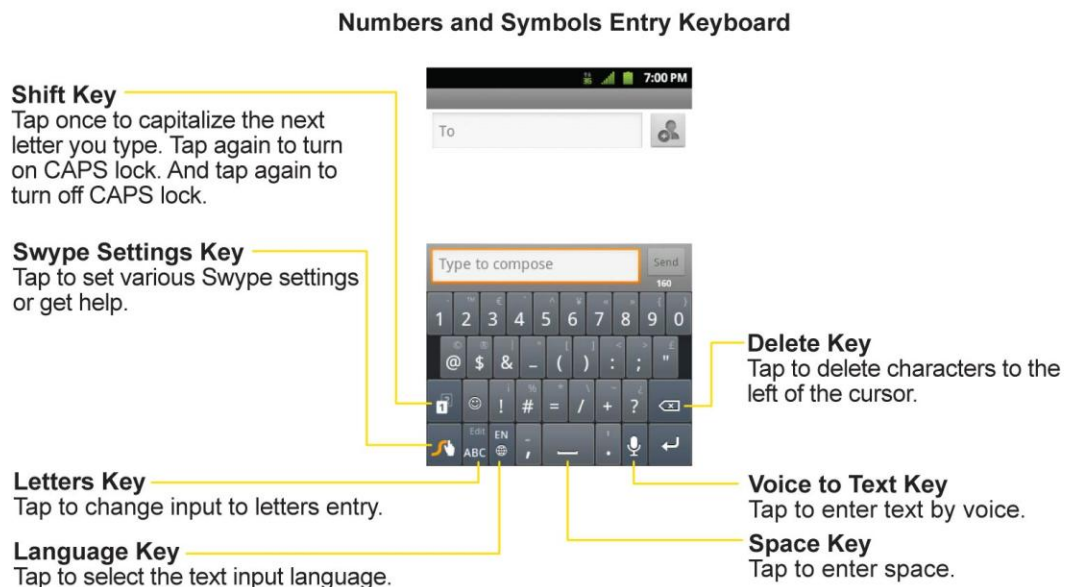 Numbers and Symbols Entry Keyboard
Shift Key
Tap once to capitalize the next
letter you type. Tap again to turn
on CAPS lock. And tap again to
turn off CAPS lock.
Swype Settings Key
Tap to set various Swype settings
or get help.
Letters Key
Tap to change input to letters entry.
Language Key
Tap to select the text input language.
7:00 PM
To
Type to compose
Send
160
1 2 3 4 5 6 7 8 9 0
@ $ & _ ( ) : ; "
! # = / + ?
Edit
EN
ABC , .
Delete Key
Tap to delete characters to the
left of the cursor.
Voice to Text Key
Tap to enter text by voice.
Space Key
Tap to enter space.